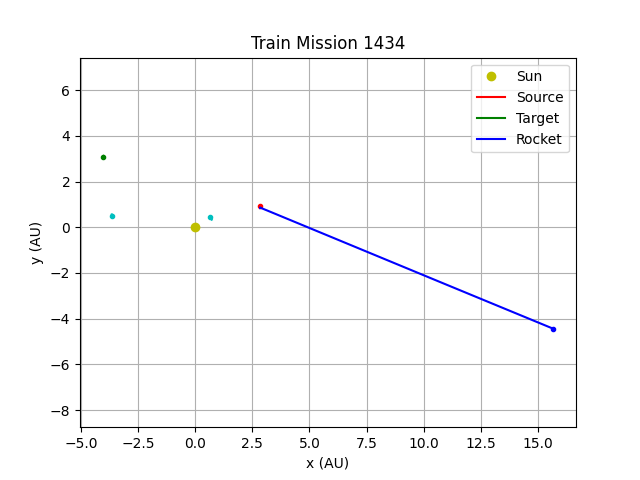 Train Mission 1434
Sun
Source
Target
Rocket
y (AU)
6
4
2
0
−2
−4
−6
−8
−5.0 −2.5 0.0 2.5 5.0 7.5 10.0 12.5 15.0
x (AU)